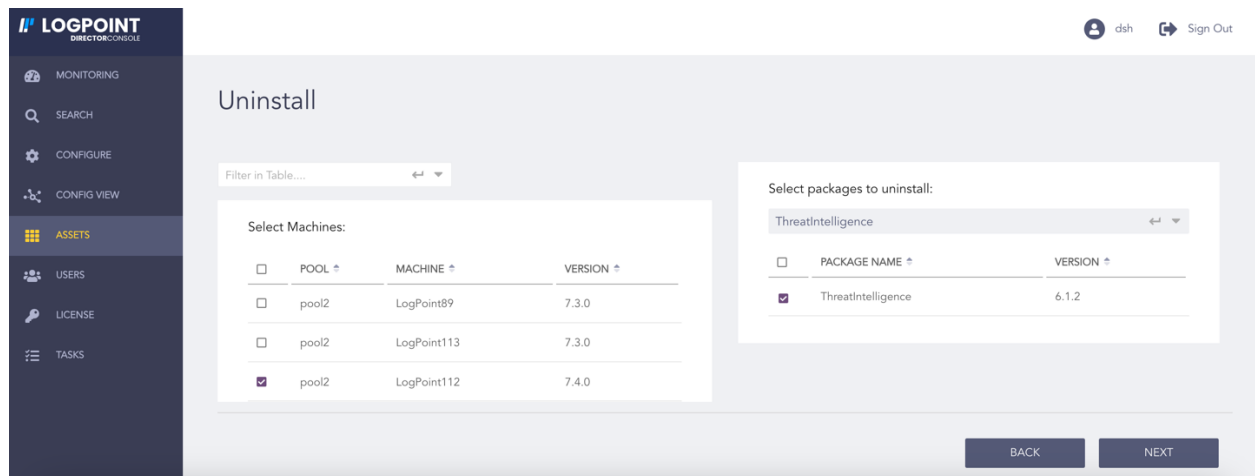 LOGPOINT
DIRECTORCONSOLE
dsh Sign Out
MONITORING
SEARCH
CONFIGURE
CONFIG VIEW
ASSETS
USERS
LICENSE
TASKS
Uninstall
Filter in Table....
Select Machines:
POOL MACHINE VERSION
pool2 LogPoint89 7.3.0
pool2 LogPoint113 7.3.0
pool2 LogPoint112 7.4.0
Select packages to uninstall:
ThreatIntelligence
PACKAGE NAME VERSION
ThreatIntelligence 6.1.2
BACK NEXT